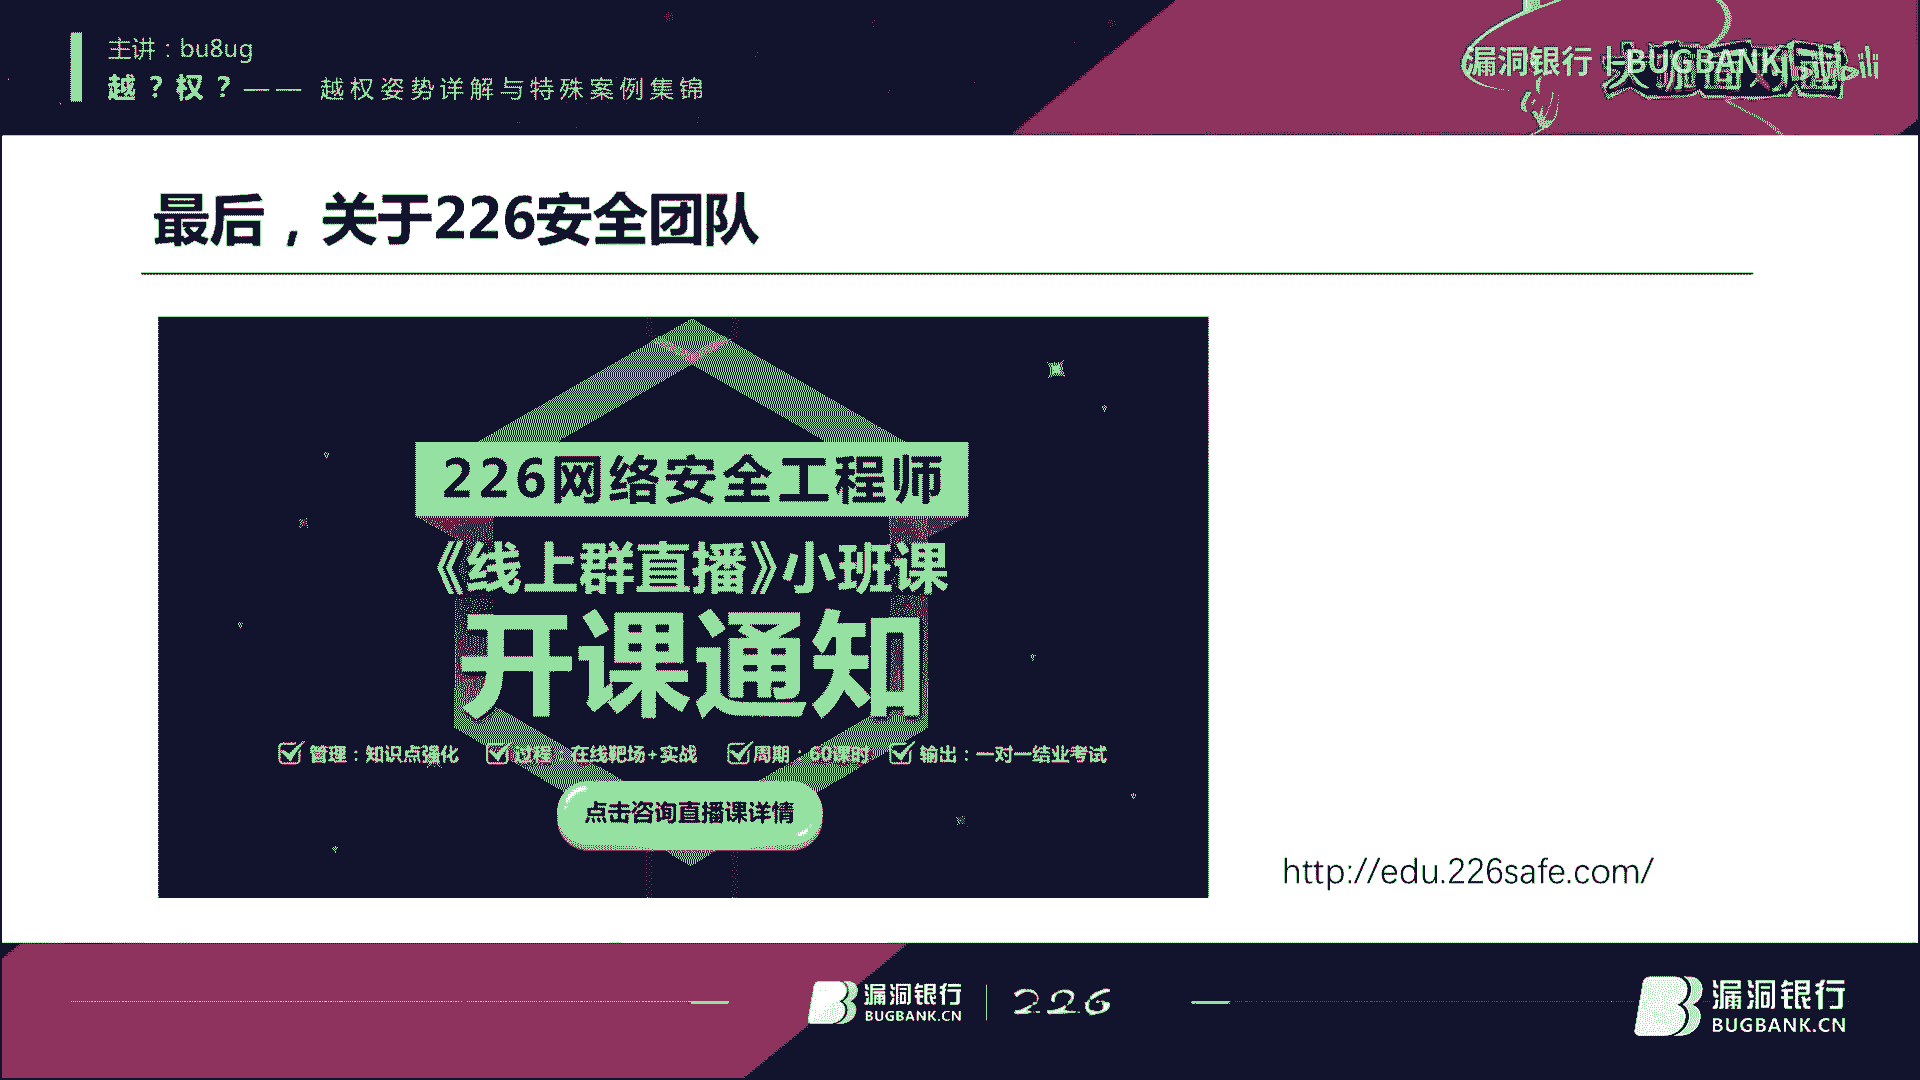 主讲：bu8ug
越？权？—— 越权姿势详解与特殊案例集锦
漏洞银行 | BUGBANK
bilibili
最后，关于226安全团队
226网络安全工程师
《线上群直播》小班课
开课通知
管理：知识点强化 过程：在线靶场+实战 周期：60课时 输出：一对一结业考试
点击咨询直播课详情
http://edu.226safe.com/
漏洞银行
BUGBANK.CN
226
漏洞银行
BUGBANK.CN